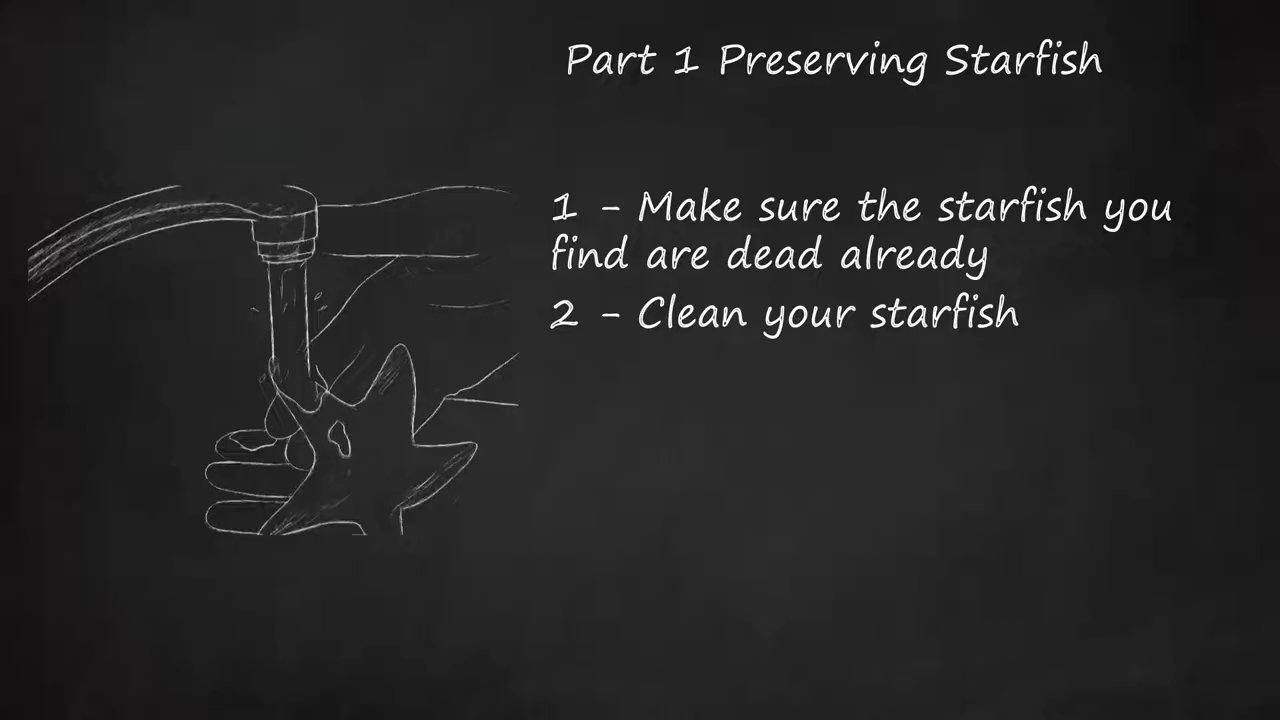 Part 1 Preserving Starfish
1 - Make sure the starfish you
find are dead already
2 - Clean your starfish